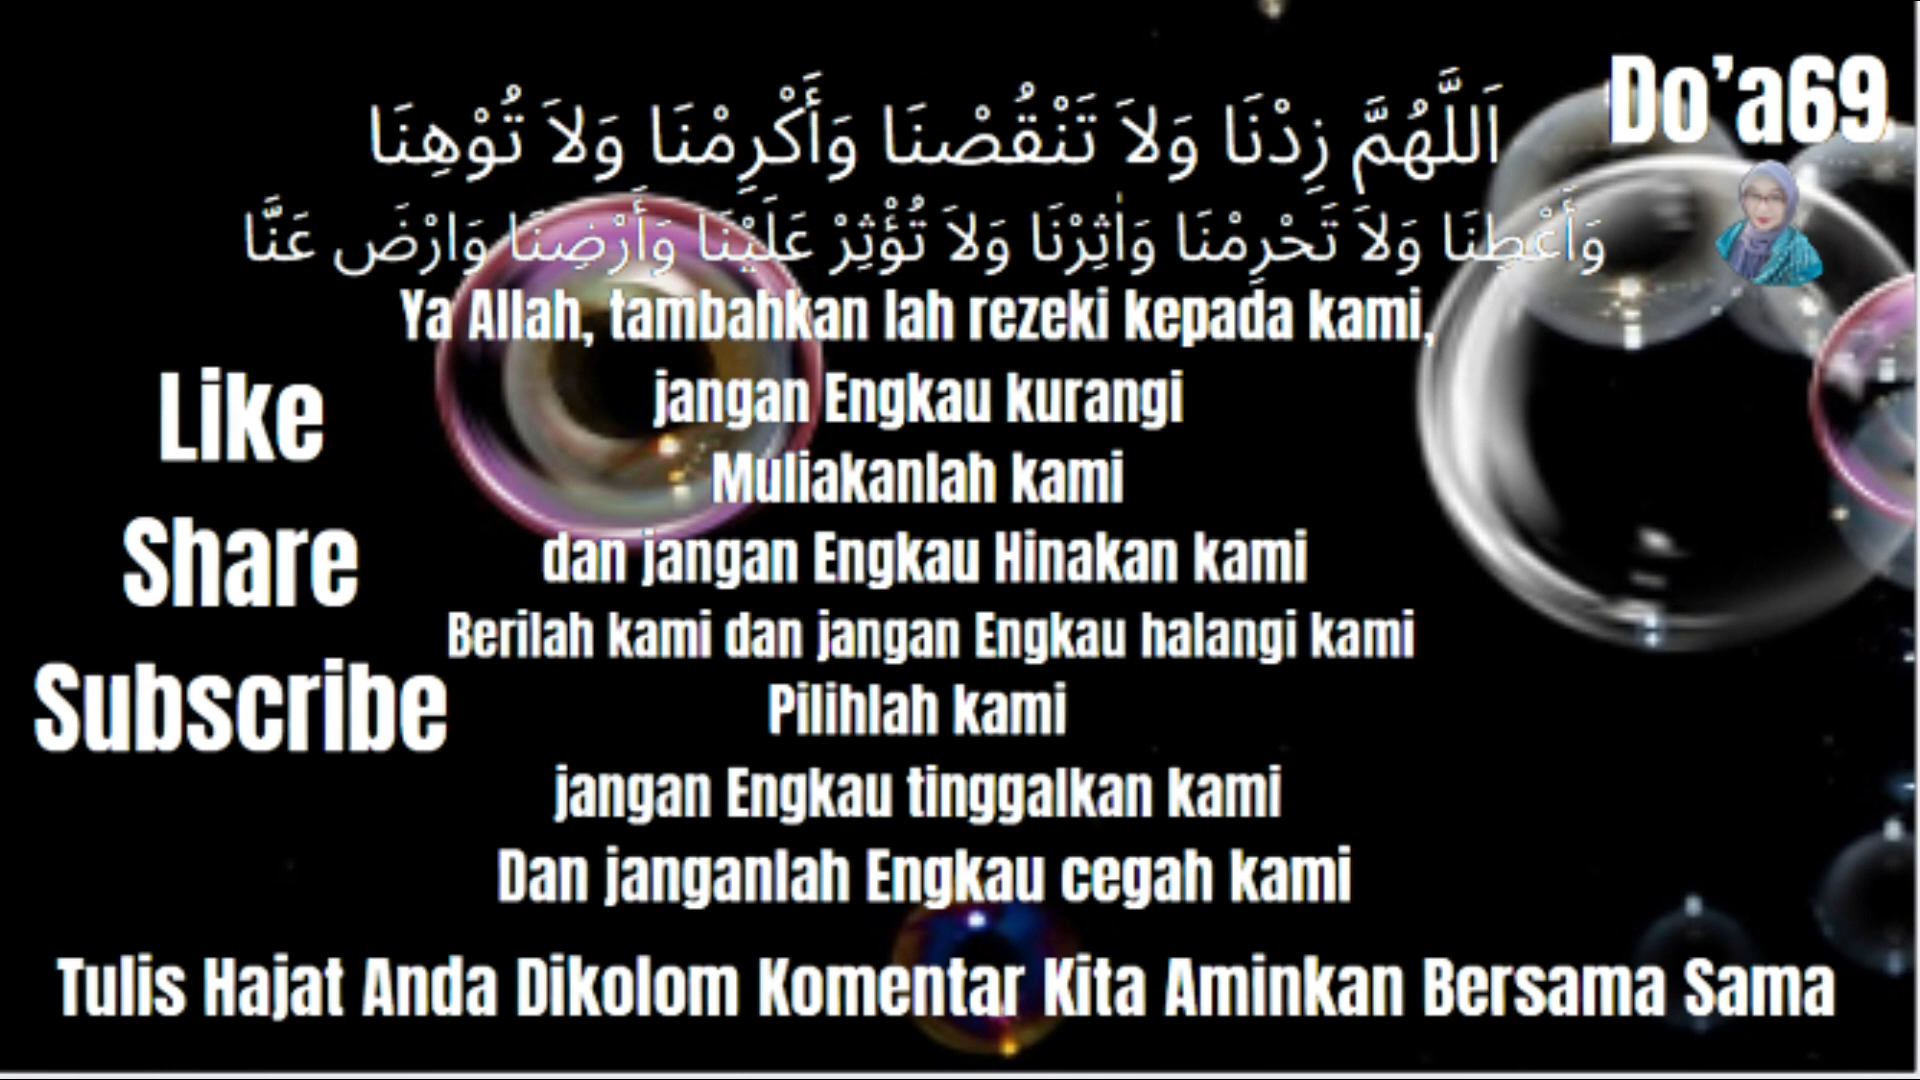 Do’a69
اَللَّهُمَّ زِدْنَا وَلاَ تَنْقُصْنَا وَأَكْرِمْنَا وَلاَ تُوْهِنَا
وَأَعْطِنَا وَلاَ تَحْرِمْنَا وَاٰثِرْنَا وَلاَ تُؤْثِرْ عَلَيْنَا وَأَرْضِنَا وَارْضَ عَنَّا
Ya Allah, tambahkan lah rezeki kepada kami,
jangan Engkau kurangi
Muliakanlah kami
dan jangan Engkau Hinakan kami
Berilah kami dan jangan Engkau halangi kami
Pilihlah kami
jangan Engkau tinggalkan kami
Dan janganlah Engkau cegah kami
Like
Share
Subscribe
Tulis Hajat Anda Dikolom Komentar Kita Aminkan Bersama Sama